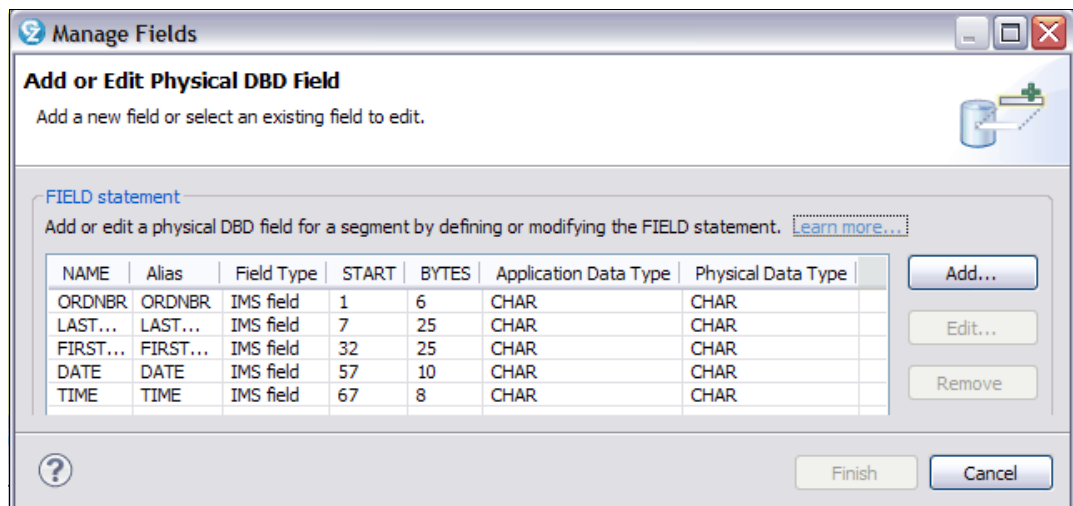 Manage Fields
Add or Edit Physical DBD Field
Add a new field or select an existing field to edit.
FIELD statement
Add or edit a physical DBD field for a segment by defining or modifying the FIELD statement. Learn more...
NAME Alias Field Type START BYTES Application Data Type Physical Data Type Add...
ORDNBR ORDNBR IMS field 1 6 CHAR CHAR
LAST... LAST... IMS field 7 25 CHAR CHAR Edit...
FIRST... FIRST... IMS field 32 25 CHAR CHAR
DATE DATE IMS field 57 10 CHAR CHAR Remove
TIME TIME IMS field 67 8 CHAR CHAR
? Finish Cancel